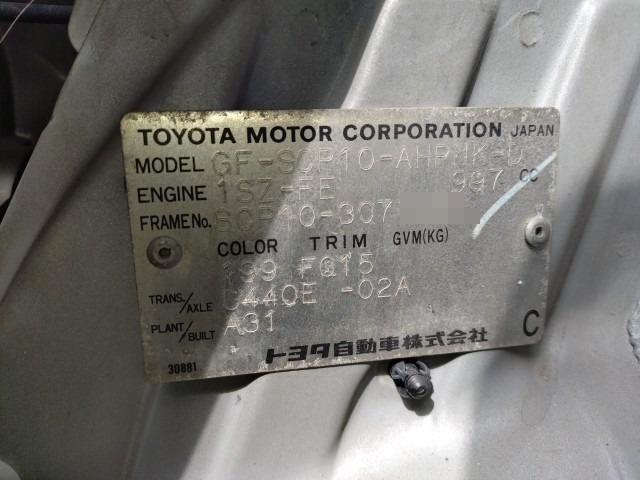 TOYOTA MOTOR CORPORATION JAPAN
MODEL GF-SCP10-AHPNK-D
ENGINE 1SZ-FE 997 CC
FRAME No. SCP10-307
COLOR TRIM GVM(KG)
199 FQ15
TRANS./AXLE U440E -02A
PLANT/BUILT A31
トヨタ自動車株式会社 C
30881